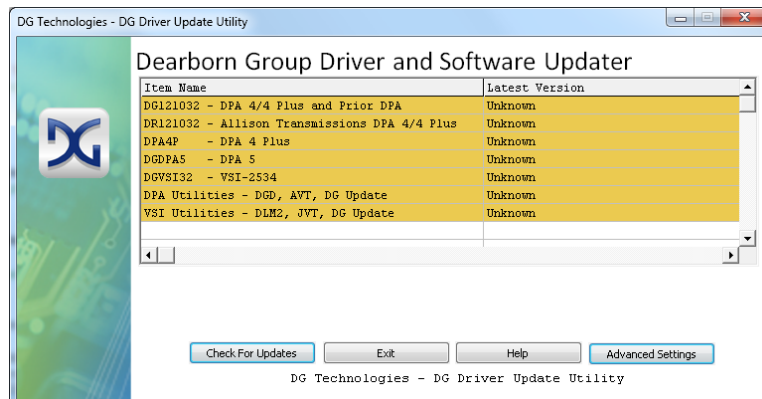 DG Technologies - DG Driver Update Utility
Dearborn Group Driver and Software Updater
Item Name Latest Version
DG121032 - DPA 4/4 Plus and Prior DPA Unknown
DR121032 - Allison Transmissions DPA 4/4 Plus Unknown
DPA4P - DPA 4 Plus Unknown
DGDPA5 - DPA 5 Unknown
DGVSI32 - VSI-2534 Unknown
DPA Utilities - DGD, AVT, DG Update Unknown
VSI Utilities - DLM2, JVT, DG Update Unknown
DG
Check For Updates Exit Help Advanced Settings
DG Technologies - DG Driver Update Utility